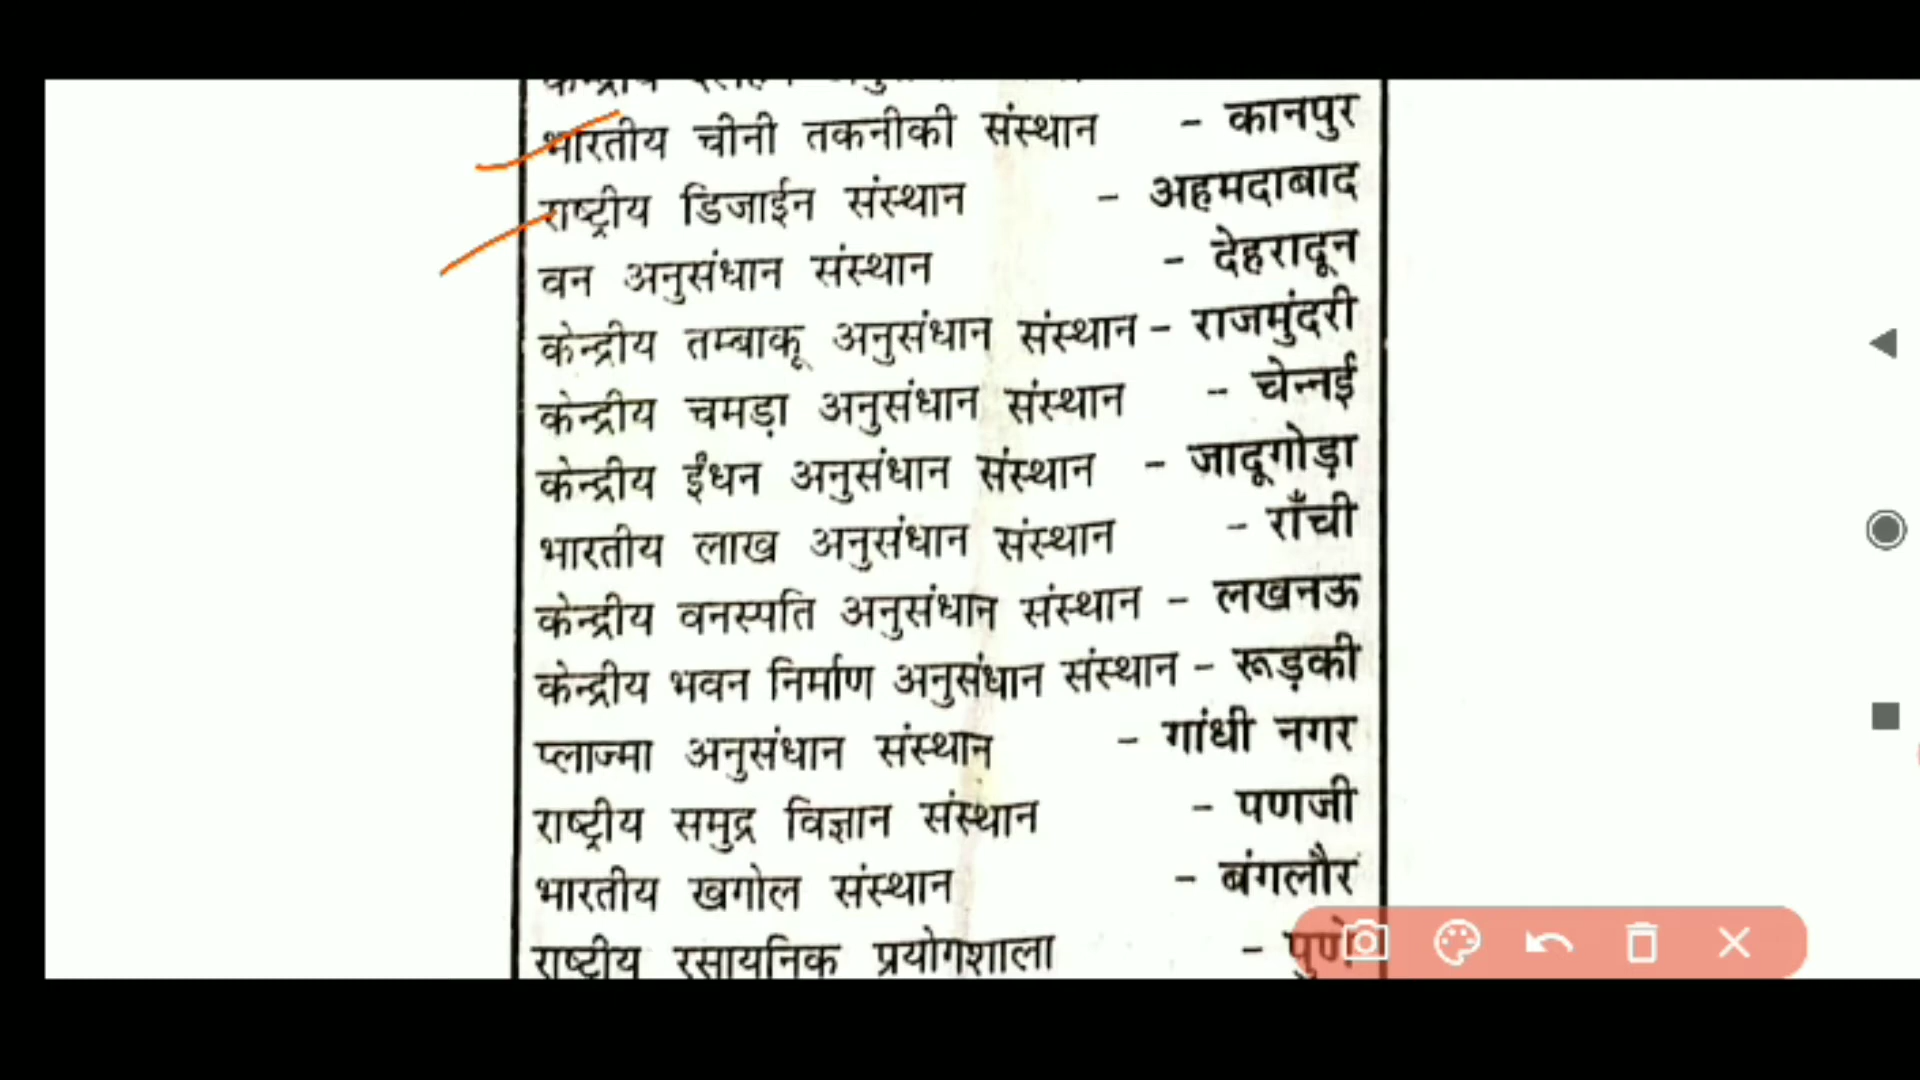 भारतीय चीनी तकनीकी संस्थान - कानपुर
राष्ट्रीय डिजाईन संस्थान - अहमदाबाद
वन अनुसंधान संस्थान - देहरादून
केन्द्रीय तम्बाकू अनुसंधान संस्थान - राजमुंदरी
केन्द्रीय चमड़ा अनुसंधान संस्थान - चेन्नई
केन्द्रीय ईंधन अनुसंधान संस्थान - जादूगोड़ा
भारतीय लाख अनुसंधान संस्थान - राँची
केन्द्रीय वनस्पति अनुसंधान संस्थान - लखनऊ
केन्द्रीय भवन निर्माण अनुसंधान संस्थान - रूड़की
प्लाज्मा अनुसंधान संस्थान - गांधी नगर
राष्ट्रीय समुद्र विज्ञान संस्थान - पणजी
भारतीय खगोल संस्थान - बंगलौर
राष्ट्रीय रसायनिक प्रयोगशाला - पुणे